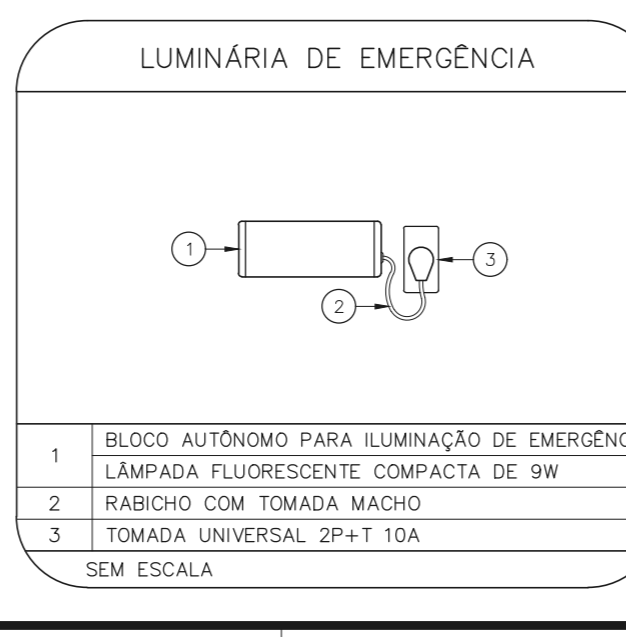 LUMINÁRIA DE EMERGÊNCIA
1
3
2
1
BLOCO AUTÔNOMO PARA ILUMINAÇÃO DE
LÂMPADA FLUORESCENTE COMPACTA DE 9W
2 RABICHO COM TOMADA MACHO
3 TOMADA UNIVERSAL 2P+T 10A
SEM ESCALA